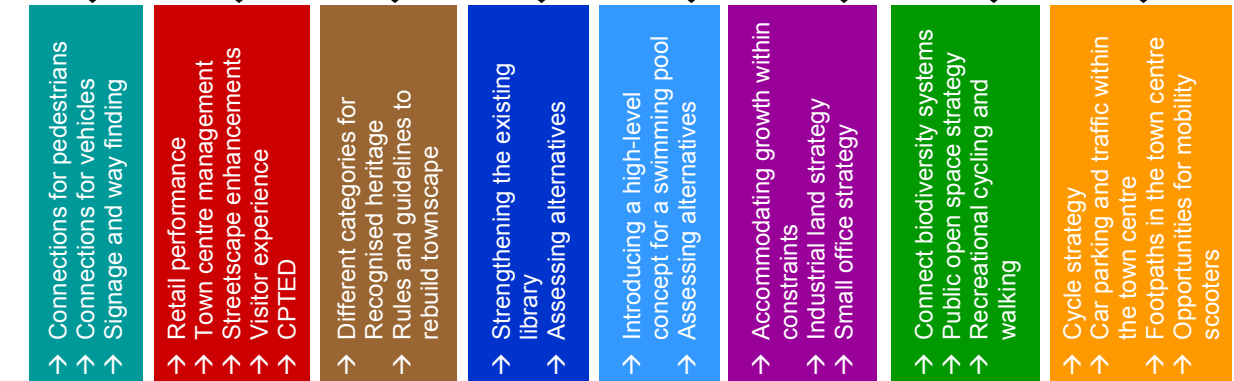 → Connections for pedestrians
→ Connections for vehicles
→ Signage and way finding
→ Retail performance
→ Town centre management
→ Streetscape enhancements
→ Visitor experience
→ CPTED
→ Different categories for
Recognised heritage
→ Rules and guidelines to
rebuild townscape
→ Strengthening the existing
library
→ Assessing alternatives
→ Introducing a high-level
concept for a swimming pool
→ Assessing alternatives
→ Accommodating growth within
constraints
→ Industrial land strategy
→ Small office strategy
→ Connect biodiversity systems
→ Public open space strategy
→ Recreational cycling and
walking
→ Cycle strategy
→ Car parking and traffic within
the town centre
→ Footpaths in the town centre
→ Opportunities for mobility
scooters